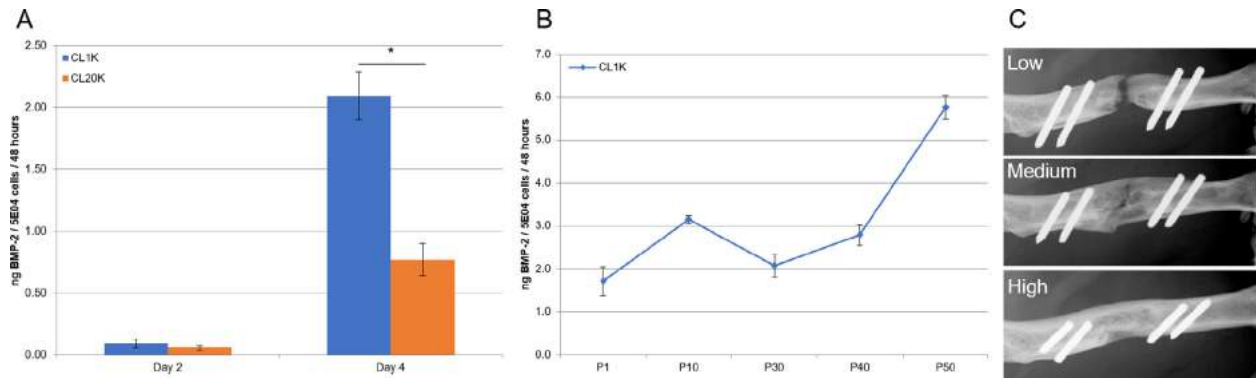 A
2.50
2.00
1.50
1.00
0.50
0.00
ng BMP-2 / 5E04 cells / 48 hours
CL1K
CL20K
*
Day 2
Day 4
B
7.0
6.0
5.0
4.0
3.0
2.0
1.0
0.0
ng BMP-2 / 5E04 cells / 48 hours
CL1K
P1
P10
P30
P40
P50
C
Low
Medium
High